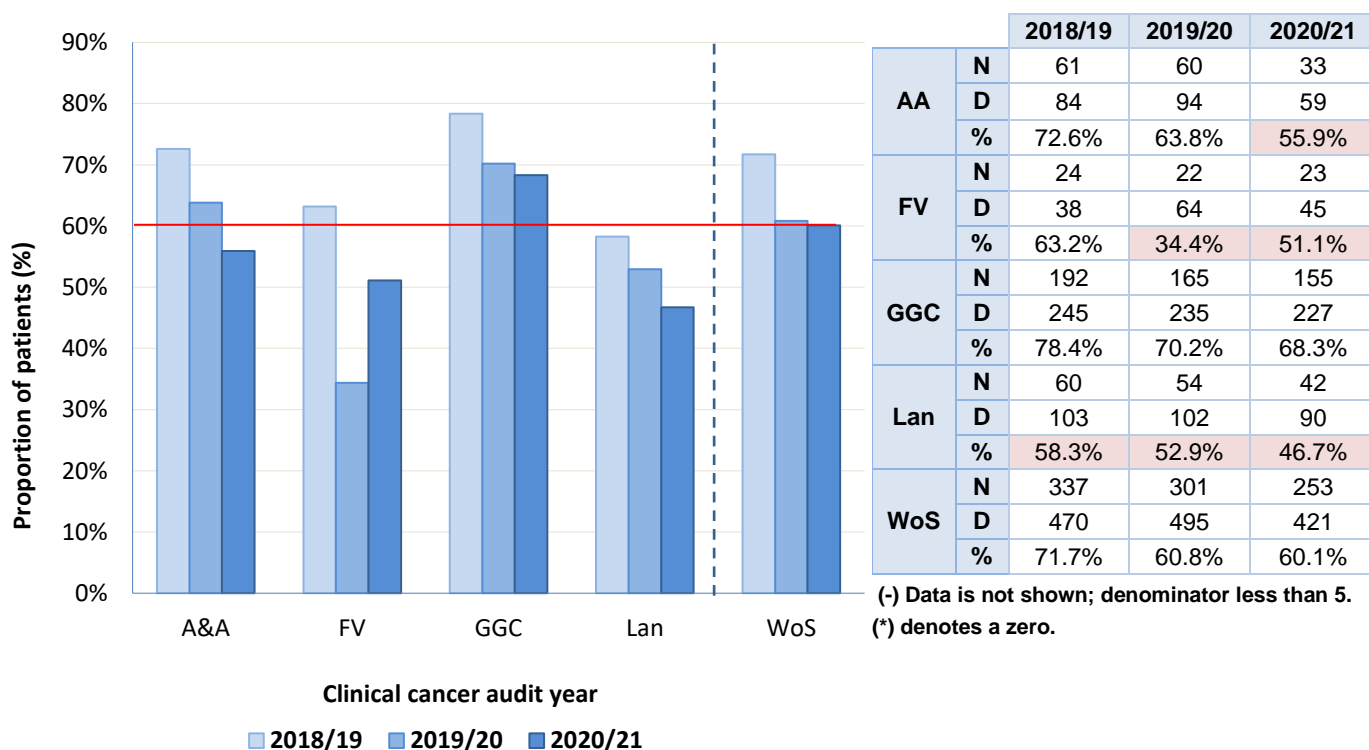 90%
80%
70%
60%
50%
40%
30%
20%
10%
0%
Proportion of patients (%)
A&A FV GGC Lan WoS
Clinical cancer audit year
2018/19 2019/20 2020/21
2018/19 2019/20 2020/21
AA
N 61 60 33
D 84 94 59
% 72.6% 63.8% 55.9%
FV
N 24 22 23
D 38 64 45
% 63.2% 34.4% 51.1%
GGC
N 192 165 155
D 245 235 227
% 78.4% 70.2% 68.3%
Lan
N 60 54 42
D 103 102 90
% 58.3% 52.9% 46.7%
WoS
N 337 301 253
D 470 495 421
% 71.7% 60.8% 60.1%
(-) Data is not shown; denominator less than 5.
(*) denotes a zero.